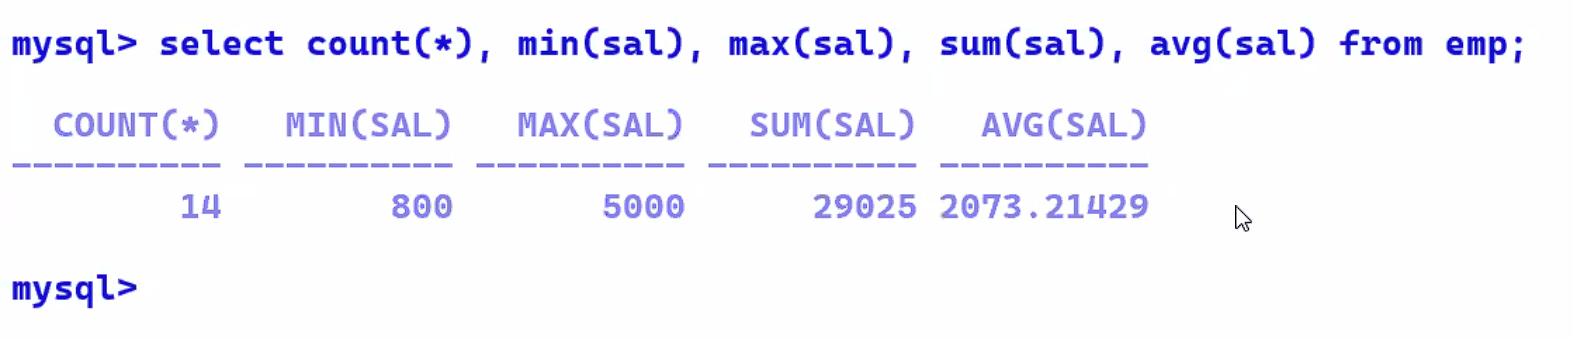 mysql> select count(*), min(sal), max(sal), sum(sal), avg(sal) from emp;
  COUNT(*)   MIN(SAL)   MAX(SAL)   SUM(SAL)   AVG(SAL)
---------- ---------- ---------- ---------- ----------
        14        800       5000      29025 2073.21429
mysql>